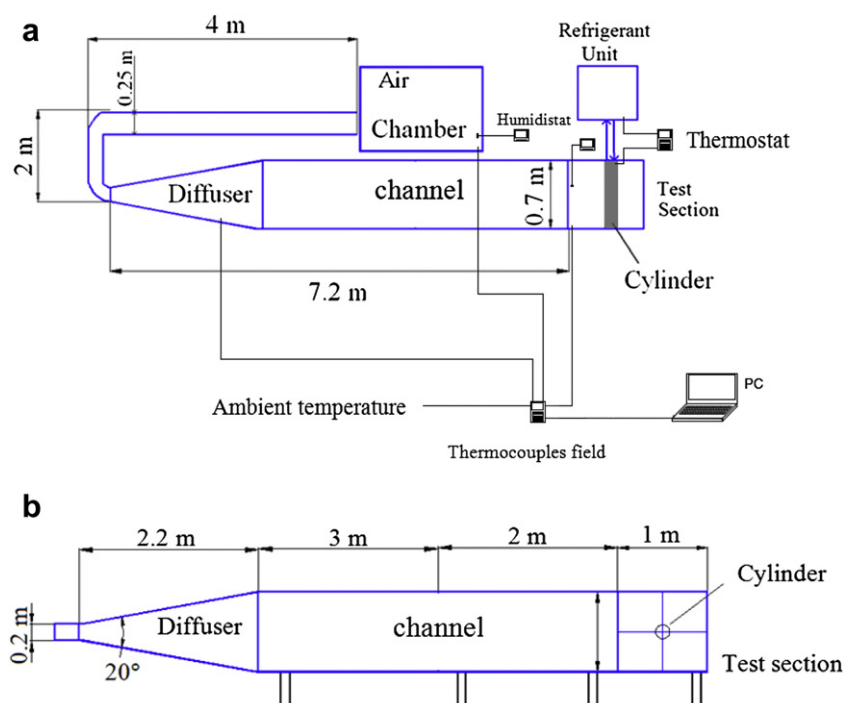 a
4 m
Refrigerant
Unit
0.25 m
Air
Chamber
Humidistat
Thermostat
2 m
Diffuser
channel
0.7 m
Test
Section
7.2 m
Cylinder
Ambient temperature
PC
Thermocouples field
b
2.2 m
3 m
2 m
1 m
Cylinder
0.2 m
Diffuser
channel
20°
Test section